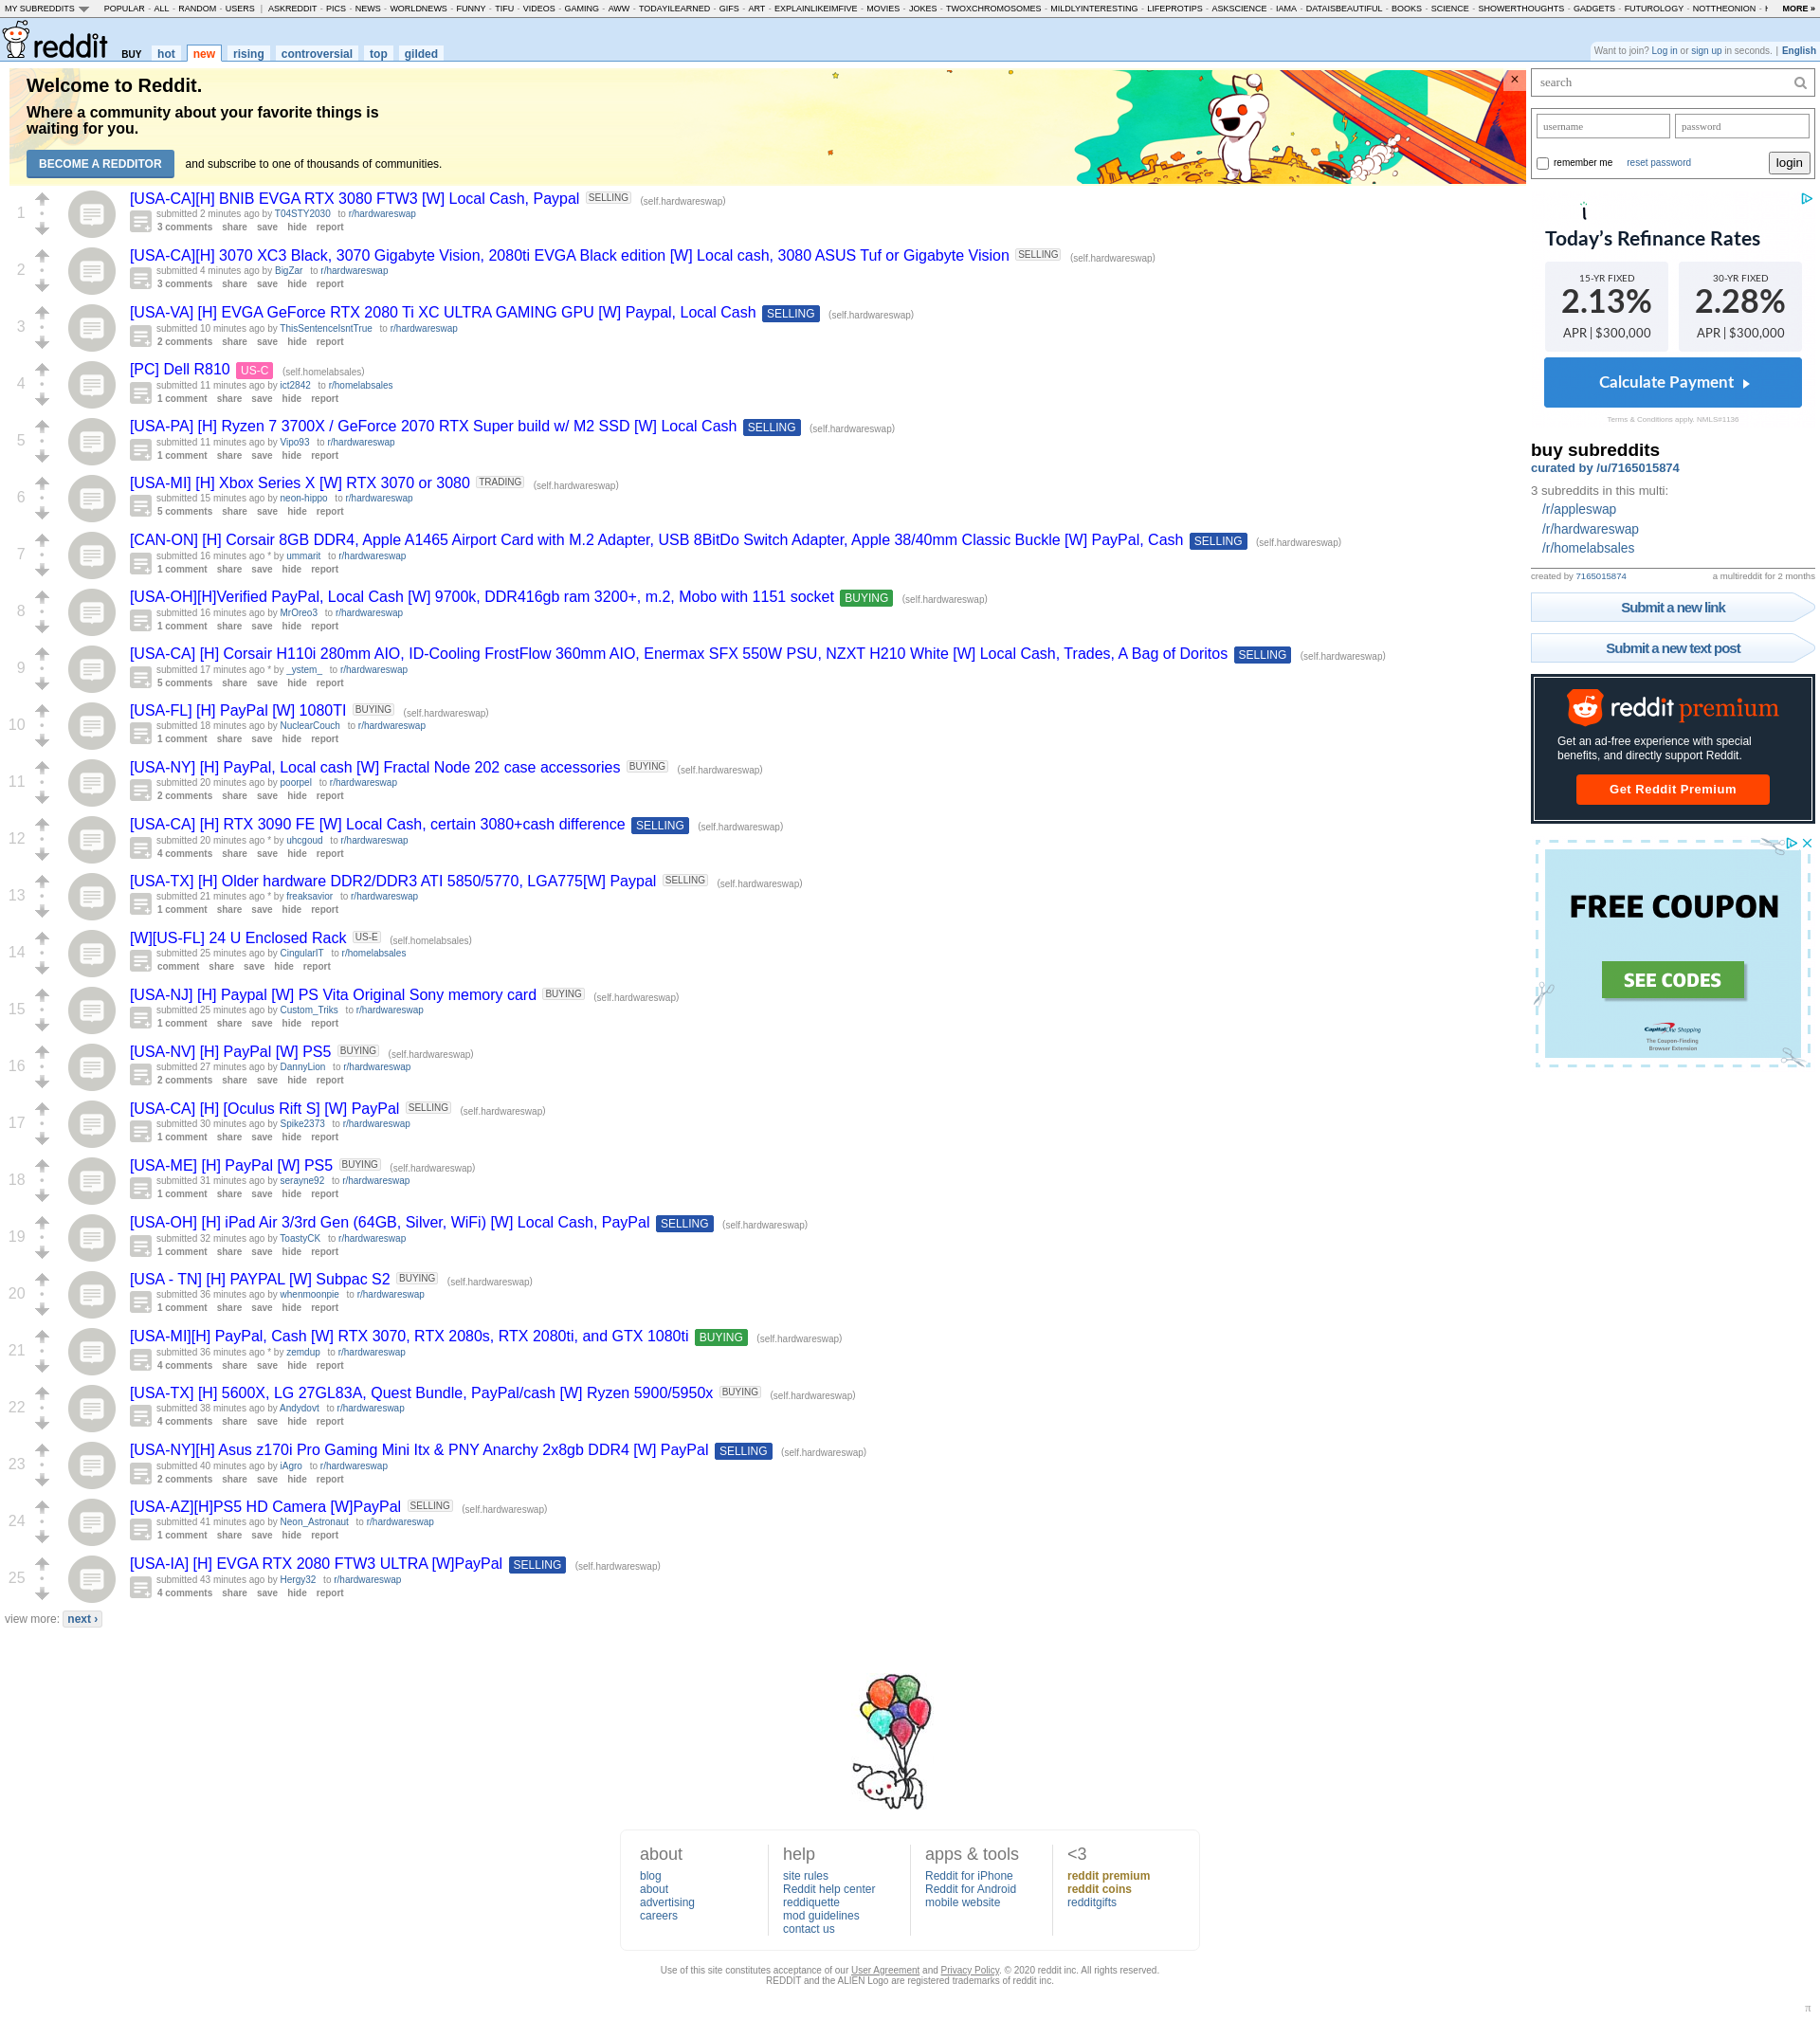 MY SUBREDDITS POPULAR - ALL - RANDOM - USERS | ASKREDDIT - PICS - NEWS - WORLDNEWS - FUNNY - TIFU - VIDEOS - GAMING - AWW - TODAYILEARNED - GIFS - ART - EXPLAINLIKEIMFIVE - MOVIES - JOKES - TWOXCHROMOSOMES - MILDLYINTERESTING - LIFEPROTIPS - ASKSCIENCE - IAMA - DATAISBEAUTIFUL - BOOKS - SCIENCE - SHOWERTHOUGHTS - GADGETS - FUTUROLOGY - NOTTHEONION - MORE »
reddit BUY hot new rising controversial top gilded
Want to join? Log in or sign up in seconds. | English
Welcome to Reddit.
Where a community about your favorite things is
waiting for you.
BECOME A REDDITOR and subscribe to one of thousands of communities.
×
1
[USA-CA][H] BNIB EVGA RTX 3080 FTW3 [W] Local Cash, Paypal SELLING (self.hardwareswap)
submitted 2 minutes ago by T04STY2030 to r/hardwareswap
3 comments share save hide report
2
[USA-CA][H] 3070 XC3 Black, 3070 Gigabyte Vision, 2080ti EVGA Black edition [W] Local cash, 3080 ASUS Tuf or Gigabyte Vision SELLING (self.hardwareswap)
submitted 4 minutes ago by BigZar to r/hardwareswap
3 comments share save hide report
3
[USA-VA] [H] EVGA GeForce RTX 2080 Ti XC ULTRA GAMING GPU [W] Paypal, Local Cash SELLING (self.hardwareswap)
submitted 10 minutes ago by ThisSentenceIsntTrue to r/hardwareswap
2 comments share save hide report
4
[PC] Dell R810 US-C (self.homelabsales)
submitted 11 minutes ago by ict2842 to r/homelabsales
1 comment share save hide report
5
[USA-PA] [H] Ryzen 7 3700X / GeForce 2070 RTX Super build w/ M2 SSD [W] Local Cash SELLING (self.hardwareswap)
submitted 11 minutes ago by Vipo93 to r/hardwareswap
1 comment share save hide report
6
[USA-MI] [H] Xbox Series X [W] RTX 3070 or 3080 TRADING (self.hardwareswap)
submitted 15 minutes ago by neon-hippo to r/hardwareswap
5 comments share save hide report
7
[CAN-ON] [H] Corsair 8GB DDR4, Apple A1465 Airport Card with M.2 Adapter, USB 8BitDo Switch Adapter, Apple 38/40mm Classic Buckle [W] PayPal, Cash SELLING (self.hardwareswap)
submitted 16 minutes ago * by ummarit to r/hardwareswap
1 comment share save hide report
8
[USA-OH][H]Verified PayPal, Local Cash [W] 9700k, DDR416gb ram 3200+, m.2, Mobo with 1151 socket BUYING (self.hardwareswap)
submitted 16 minutes ago by MrOreo3 to r/hardwareswap
1 comment share save hide report
9
[USA-CA] [H] Corsair H110i 280mm AIO, ID-Cooling FrostFlow 360mm AIO, Enermax SFX 550W PSU, NZXT H210 White [W] Local Cash, Trades, A Bag of Doritos SELLING (self.hardwareswap)
submitted 17 minutes ago * by _ystem_ to r/hardwareswap
5 comments share save hide report
10
[USA-FL] [H] PayPal [W] 1080TI BUYING (self.hardwareswap)
submitted 18 minutes ago by NuclearCouch to r/hardwareswap
1 comment share save hide report
11
[USA-NY] [H] PayPal, Local cash [W] Fractal Node 202 case accessories BUYING (self.hardwareswap)
submitted 20 minutes ago by poorpel to r/hardwareswap
2 comments share save hide report
12
[USA-CA] [H] RTX 3090 FE [W] Local Cash, certain 3080+cash difference SELLING (self.hardwareswap)
submitted 20 minutes ago * by uhcgoud to r/hardwareswap
4 comments share save hide report
13
[USA-TX] [H] Older hardware DDR2/DDR3 ATI 5850/5770, LGA775[W] Paypal SELLING (self.hardwareswap)
submitted 21 minutes ago * by freaksavior to r/hardwareswap
1 comment share save hide report
14
[W][US-FL] 24 U Enclosed Rack US-E (self.homelabsales)
submitted 25 minutes ago by CingularIT to r/homelabsales
comment share save hide report
15
[USA-NJ] [H] Paypal [W] PS Vita Original Sony memory card BUYING (self.hardwareswap)
submitted 25 minutes ago by Custom_Triks to r/hardwareswap
1 comment share save hide report
16
[USA-NV] [H] PayPal [W] PS5 BUYING (self.hardwareswap)
submitted 27 minutes ago by DannyLion to r/hardwareswap
2 comments share save hide report
17
[USA-CA] [H] [Oculus Rift S] [W] PayPal SELLING (self.hardwareswap)
submitted 30 minutes ago by Spike2373 to r/hardwareswap
1 comment share save hide report
18
[USA-ME] [H] PayPal [W] PS5 BUYING (self.hardwareswap)
submitted 31 minutes ago by serayne92 to r/hardwareswap
1 comment share save hide report
19
[USA-OH] [H] iPad Air 3/3rd Gen (64GB, Silver, WiFi) [W] Local Cash, PayPal SELLING (self.hardwareswap)
submitted 32 minutes ago by ToastyCK to r/hardwareswap
1 comment share save hide report
20
[USA - TN] [H] PAYPAL [W] Subpac S2 BUYING (self.hardwareswap)
submitted 36 minutes ago by whenmoonpie to r/hardwareswap
1 comment share save hide report
21
[USA-MI][H] PayPal, Cash [W] RTX 3070, RTX 2080s, RTX 2080ti, and GTX 1080ti BUYING (self.hardwareswap)
submitted 36 minutes ago * by zemdup to r/hardwareswap
4 comments share save hide report
22
[USA-TX] [H] 5600X, LG 27GL83A, Quest Bundle, PayPal/cash [W] Ryzen 5900/5950x BUYING (self.hardwareswap)
submitted 38 minutes ago by Andydovt to r/hardwareswap
4 comments share save hide report
23
[USA-NY][H] Asus z170i Pro Gaming Mini Itx & PNY Anarchy 2x8gb DDR4 [W] PayPal SELLING (self.hardwareswap)
submitted 40 minutes ago by iAgro to r/hardwareswap
2 comments share save hide report
24
[USA-AZ][H]PS5 HD Camera [W]PayPal SELLING (self.hardwareswap)
submitted 41 minutes ago by Neon_Astronaut to r/hardwareswap
1 comment share save hide report
25
[USA-IA] [H] EVGA RTX 2080 FTW3 ULTRA [W]PayPal SELLING (self.hardwareswap)
submitted 43 minutes ago by Hergy32 to r/hardwareswap
4 comments share save hide report
view more: next ›
search
username password
remember me reset password login
Today's Refinance Rates
15-YR FIXED 30-YR FIXED
2.13% 2.28%
APR | $300,000 APR | $300,000
Calculate Payment
Terms & Conditions apply. NMLS#1136
buy subreddits
curated by /u/7165015874
3 subreddits in this multi:
/r/appleswap
/r/hardwareswap
/r/homelabsales
created by 7165015874 a multireddit for 2 months
Submit a new link
Submit a new text post
reddit premium
Get an ad-free experience with special
benefits, and directly support Reddit.
Get Reddit Premium
FREE COUPON
SEE CODES
Capital One Shopping
The Coupon-Finding
Browser Extension
about help apps & tools <3
blog site rules Reddit for iPhone reddit premium
about Reddit help center Reddit for Android reddit coins
advertising reddiquette mobile website redditgifts
careers mod guidelines
contact us
Use of this site constitutes acceptance of our User Agreement and Privacy Policy. © 2020 reddit inc. All rights reserved.
REDDIT and the ALIEN Logo are registered trademarks of reddit inc.
π